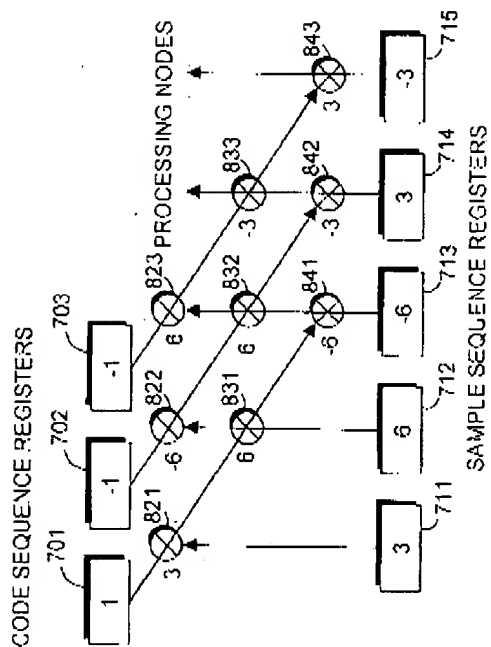 CODE SEQUENCE REGISTERS
701 702 703
1 -1 -1
PROCESSING NODES
821 822 823
3 -6 6
831 832 833
6 6 -3
841 842 843
-6 -3 3
3 6 -6 3 -3
711 712 713 714 715
SAMPLE SEQUENCE REGISTERS